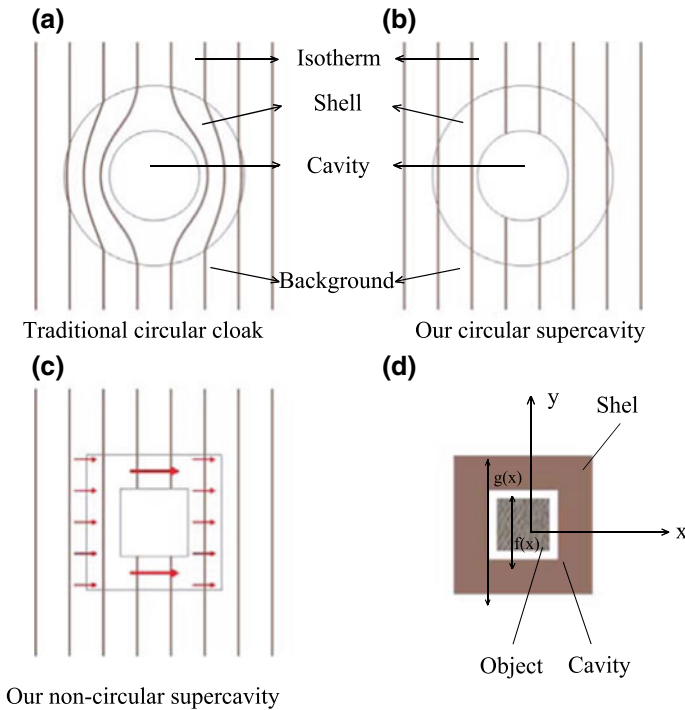 (a)
(b)
Isotherm
Shell
Cavity
Background
Traditional circular cloak
Our circular supercavity
(c)
(d)
y
Shel
g(x)
x
f(x)
Object
Cavity
Our non-circular supercavity